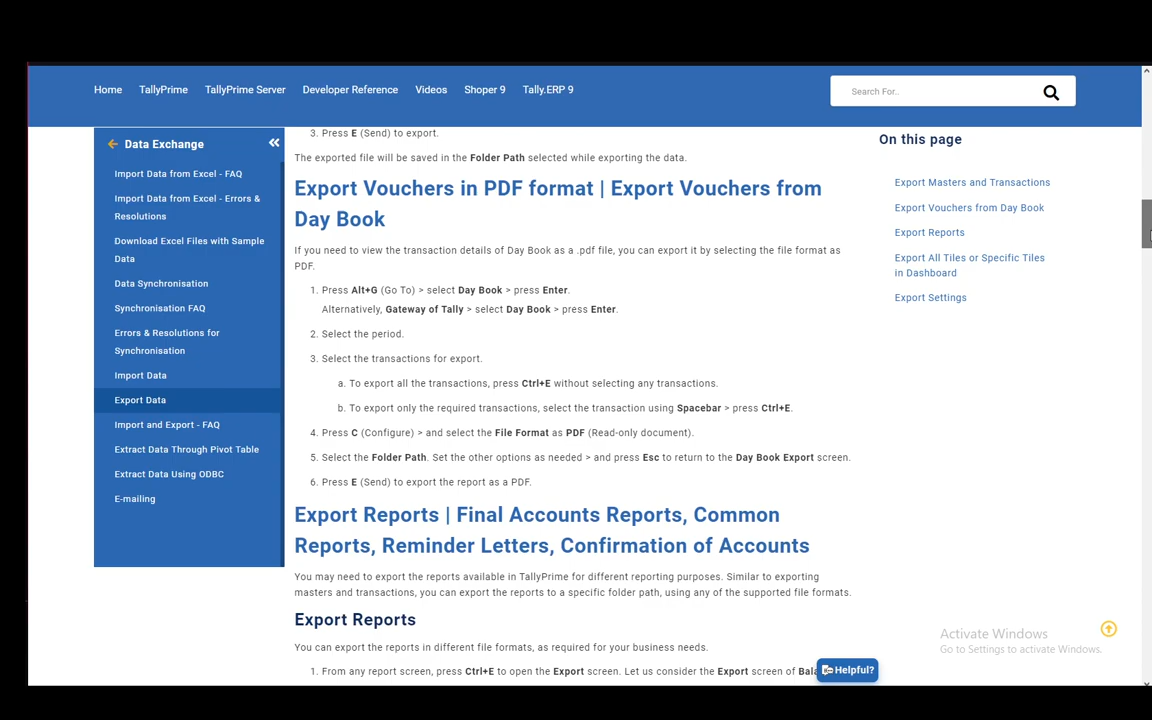 Home TallyPrime TallyPrime Server Developer Reference Videos Shoper 9 Tally.ERP 9
Search For..
Data Exchange
Import Data from Excel - FAQ
Import Data from Excel - Errors &
Resolutions
Download Excel Files with Sample
Data
Data Synchronisation
Synchronisation FAQ
Errors & Resolutions for
Synchronisation
Import Data
Export Data
Import and Export - FAQ
Extract Data Through Pivot Table
Extract Data Using ODBC
E-mailing
3. Press E (Send) to export.
The exported file will be saved in the Folder Path selected while exporting the data.
Export Vouchers in PDF format | Export Vouchers from
Day Book
If you need to view the transaction details of Day Book as a .pdf file, you can export it by selecting the file format as
PDF.
1. Press Alt+G (Go To) > select Day Book > press Enter.
Alternatively, Gateway of Tally > select Day Book > press Enter.
2. Select the period.
3. Select the transactions for export.
a. To export all the transactions, press Ctrl+E without selecting any transactions.
b. To export only the required transactions, select the transaction using Spacebar > press Ctrl+E.
4. Press C (Configure) > and select the File Format as PDF (Read-only document).
5. Select the Folder Path. Set the other options as needed > and press Esc to return to the Day Book Export screen.
6. Press E (Send) to export the report as a PDF.
Export Reports | Final Accounts Reports, Common
Reports, Reminder Letters, Confirmation of Accounts
You may need to export the reports available in TallyPrime for different reporting purposes. Similar to exporting
masters and transactions, you can export the reports to a specific folder path, using any of the supported file formats.
Export Reports
You can export the reports in different file formats, as required for your business needs.
1. From any report screen, press Ctrl+E to open the Export screen. Let us consider the Export screen of
On this page
Export Masters and Transactions
Export Vouchers from Day Book
Export Reports
Export All Tiles or Specific Tiles
in Dashboard
Export Settings
Activate Windows
Go to Settings to activate Windows.
Helpful?